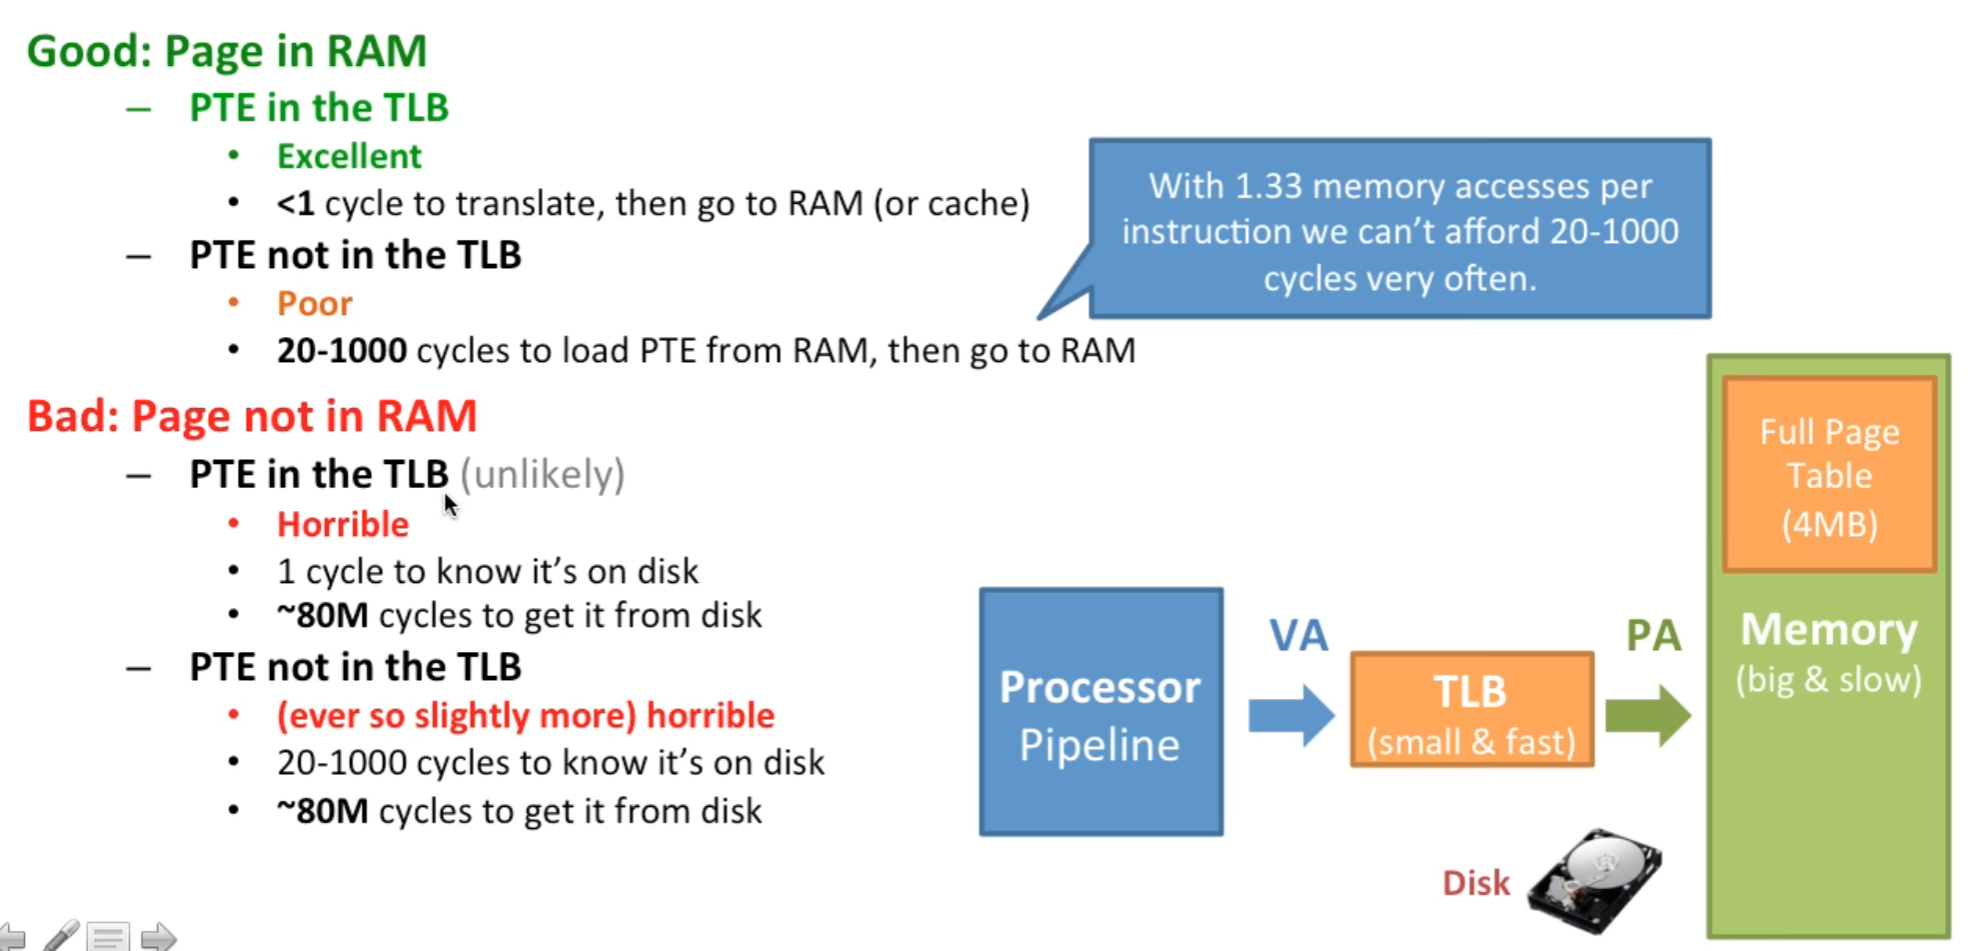 Good: Page in RAM
– PTE in the TLB
• Excellent
• <1 cycle to translate, then go to RAM (or cache)
– PTE not in the TLB
• Poor
• 20-1000 cycles to load PTE from RAM, then go to RAM
With 1.33 memory accesses per
instruction we can't afford 20-1000
cycles very often.
Bad: Page not in RAM
– PTE in the TLB (unlikely)
• Horrible
• 1 cycle to know it's on disk
• ~80M cycles to get it from disk
– PTE not in the TLB
• (ever so slightly more) horrible
• 20-1000 cycles to know it's on disk
• ~80M cycles to get it from disk
Processor
Pipeline
VA
TLB
(small & fast)
PA
Full Page
Table
(4MB)
Memory
(big & slow)
Disk